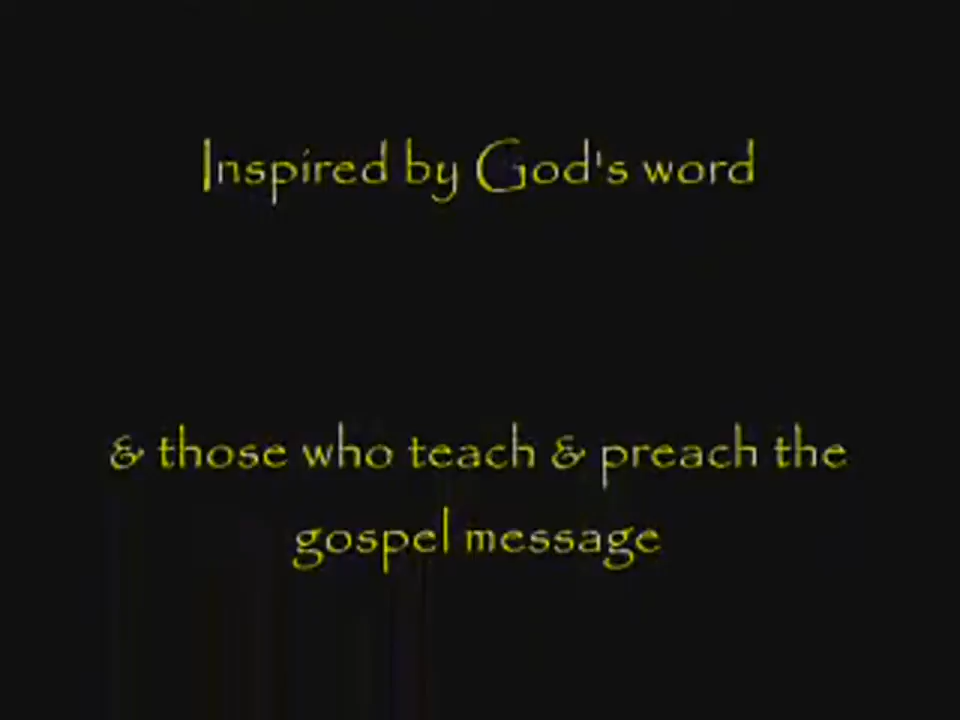 Inspired by God's word
& those who teach & preach the
gospel message